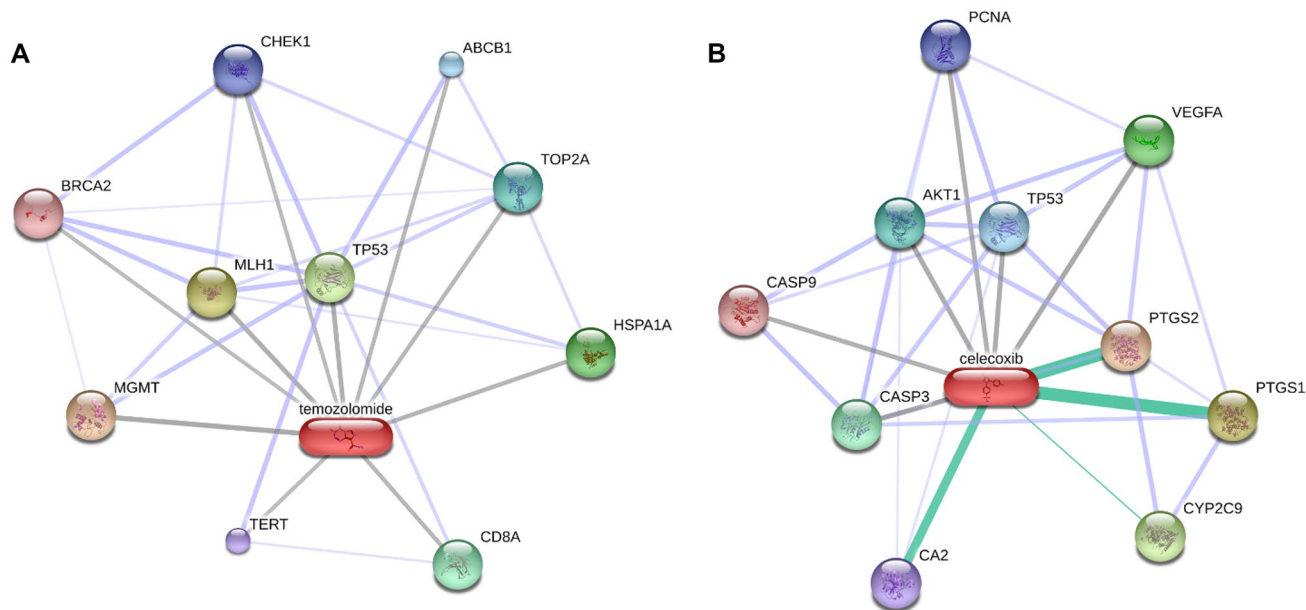 A
CHEK1
ABCB1
TOP2A
BRCA2
MLH1
TP53
HSPA1A
MGMT
temozolomide
TERT
CD8A
B
PCNA
VEGFA
AKT1
TP53
CASP9
PTGS2
celecoxib
CASP3
PTGS1
CYP2C9
CA2